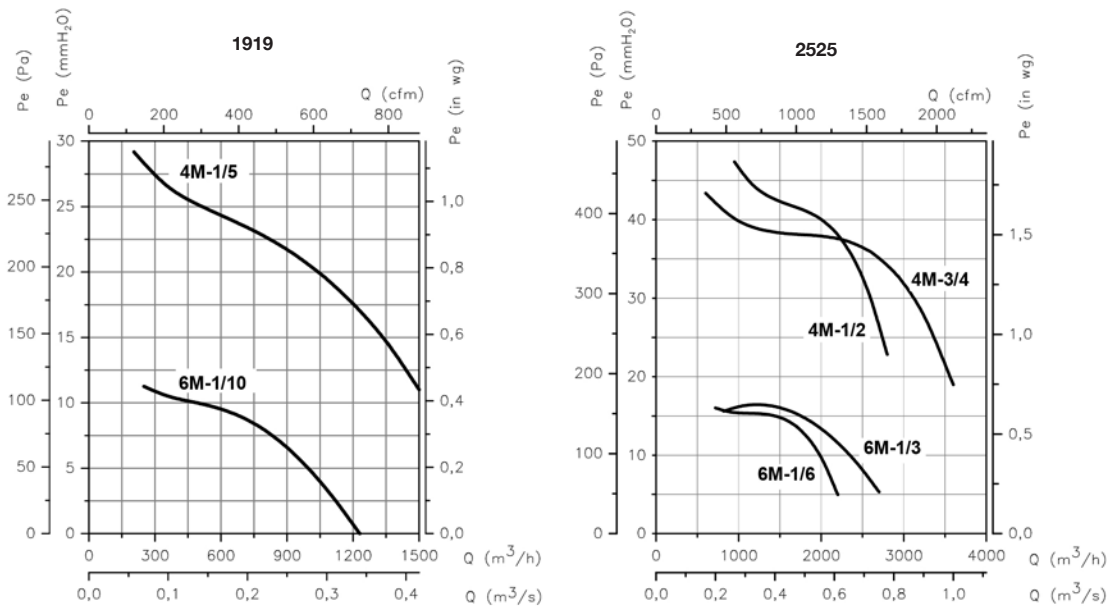 1919
Pe (Pa)
Pe (mmH2O)
Q (cfm)
Pe (in wg)
0 200 400 600 800
30
25
20
15
10
5
0
250
200
150
100
50
0
1,0
0,8
0,6
0,4
0,2
0,0
4M-1/5
6M-1/10
0 300 600 900 1200 1500
Q (m3/h)
0,0 0,1 0,2 0,3 0,4
Q (m3/s)
2525
Pe (Pa)
Pe (mmH2O)
Q (cfm)
Pe (in wg)
0 500 1000 1500 2000
50
40
30
20
10
0
400
300
200
100
0
1,5
1,0
0,5
0,0
4M-3/4
4M-1/2
6M-1/3
6M-1/6
0 1000 2000 3000 4000
Q (m3/h)
0,0 0,2 0,4 0,6 0,8 1,0
Q (m3/s)